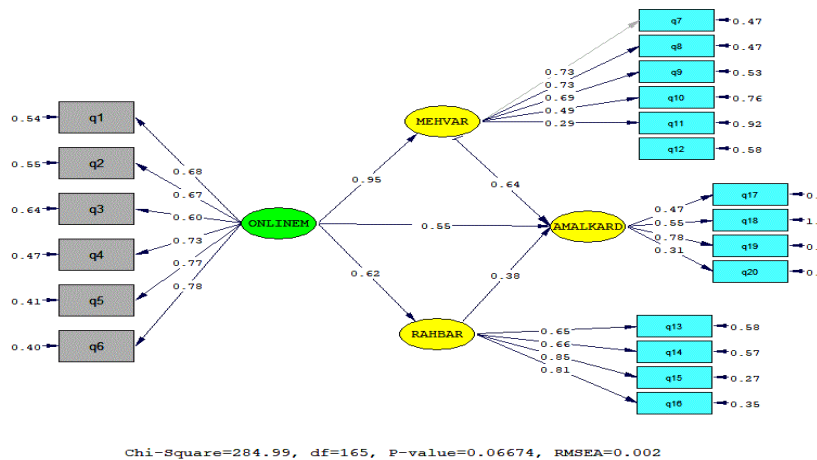 0.54 q1
0.55 q2
0.64 q3
0.47 q4
0.41 q5
0.40 q6
0.68
0.67
0.60
0.73
0.77
0.78
ONLINEM
0.95
0.55
0.62
MEHVAR
0.64
AMALKARD
0.38
RAHBAR
0.73
0.73
0.69
0.49
0.29
q7 0.47
q8 0.47
q9 0.53
q10 0.76
q11 0.92
q12 0.58
0.47
0.55
0.78
0.31
q17 0.
q18 1.
q19
q20
0.65
0.66
0.85
0.81
q13 0.58
q14 0.57
q15 0.27
q16 0.35
Chi-Square=284.99, df=165, P-value=0.06674, RMSEA=0.002